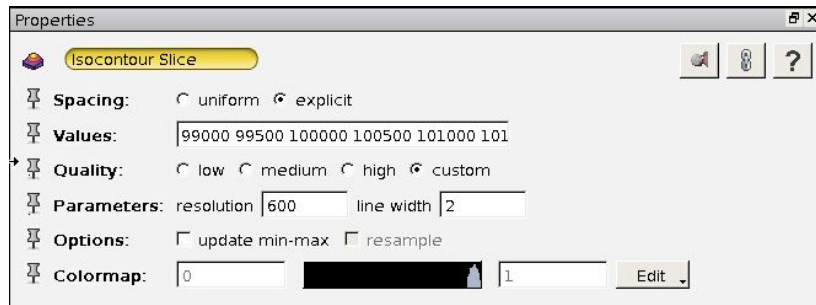 Properties
Isocontour Slice
?
Spacing: uniform explicit
Values: 99000 99500 100000 100500 101000 101
Quality: low medium high custom
Parameters: resolution 600 line width 2
Options: update min-max resample
Colormap: 0 1 Edit